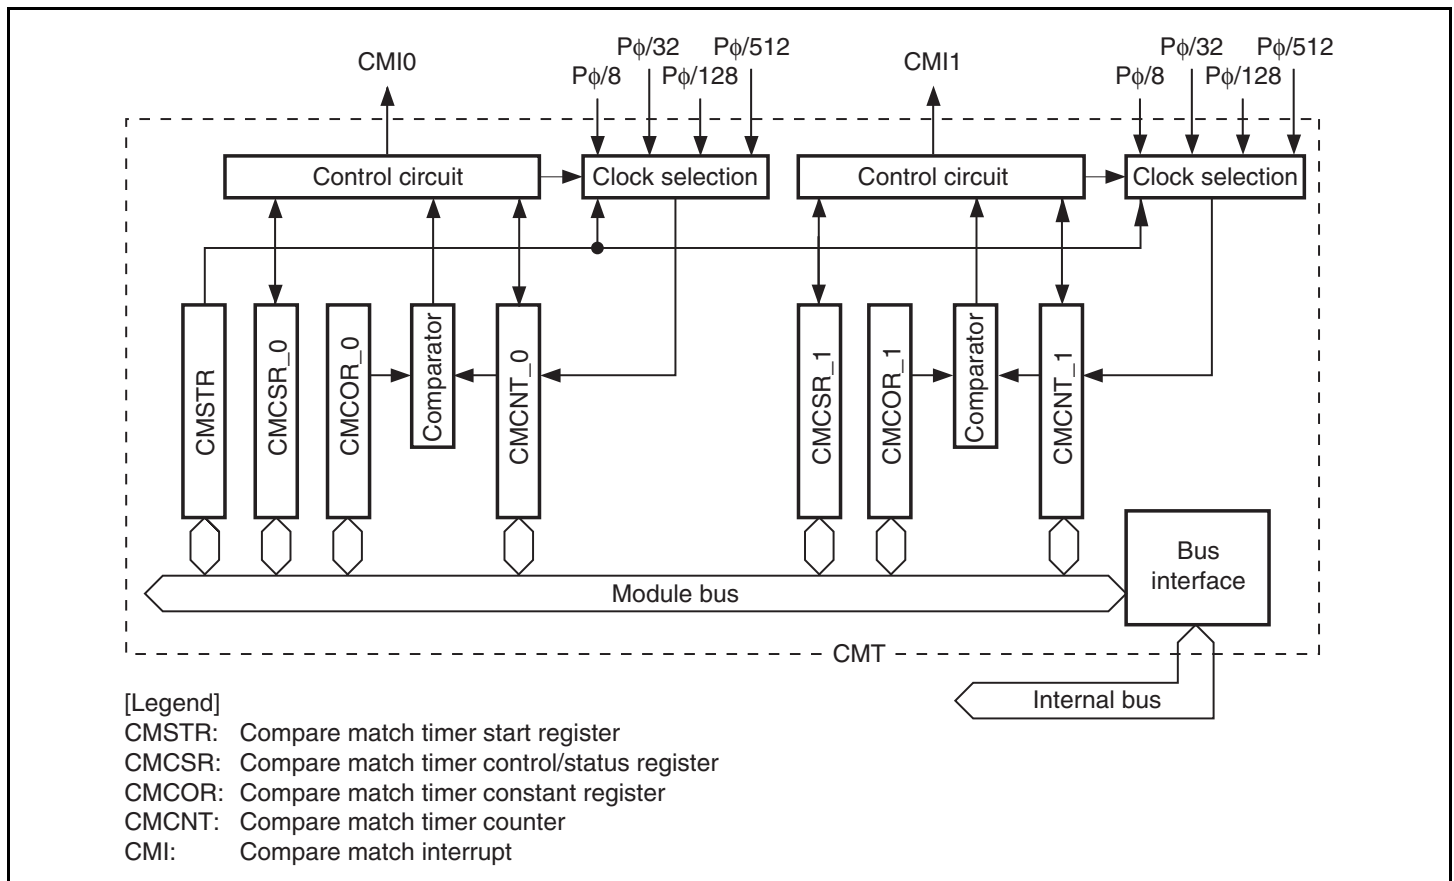 CMI0
Pφ/32
Pφ/512
Pφ/8
Pφ/128
CMI1
Pφ/32
Pφ/512
Pφ/8
Pφ/128
Control circuit
Clock selection
Control circuit
Clock selection
CMSTR
CMCSR_0
CMCOR_0
Comparator
CMCNT_0
CMCSR_1
CMCOR_1
Comparator
CMCNT_1
Bus
interface
Module bus
CMT
Internal bus
[Legend]
CMSTR: Compare match timer start register
CMCSR: Compare match timer control/status register
CMCOR: Compare match timer constant register
CMCNT: Compare match timer counter
CMI: Compare match interrupt